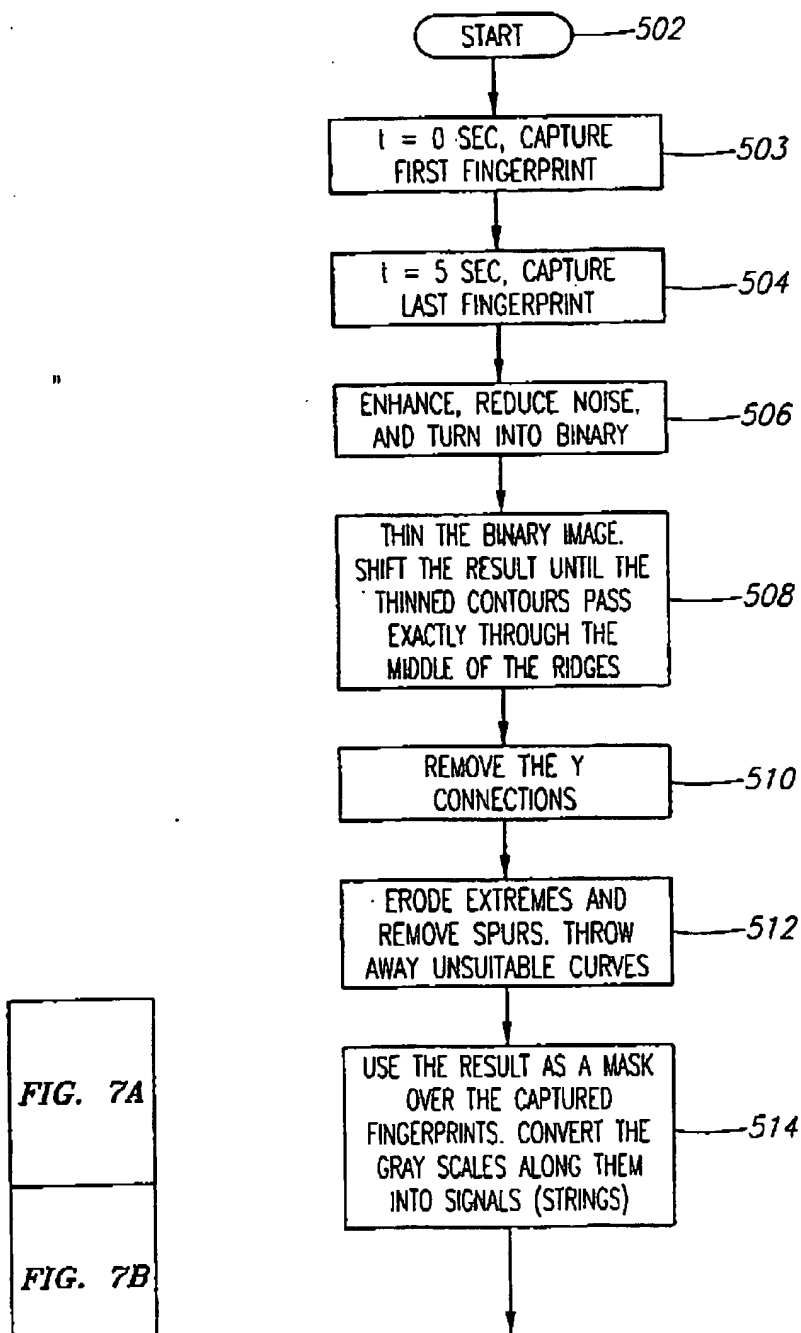 START
502
t = 0 SEC, CAPTURE
FIRST FINGERPRINT
503
t = 5 SEC, CAPTURE
LAST FINGERPRINT
504
ENHANCE, REDUCE NOISE,
AND TURN INTO BINARY
506
THIN THE BINARY IMAGE.
SHIFT THE RESULT UNTIL THE
THINNED CONTOURS PASS
EXACTLY THROUGH THE
MIDDLE OF THE RIDGES
508
REMOVE THE Y
CONNECTIONS
510
ERODE EXTREMES AND
REMOVE SPURS. THROW
AWAY UNSUITABLE CURVES
512
USE THE RESULT AS A MASK
OVER THE CAPTURED
FINGERPRINTS. CONVERT THE
GRAY SCALES ALONG THEM
INTO SIGNALS (STRINGS)
514
FIG. 7A
FIG. 7B